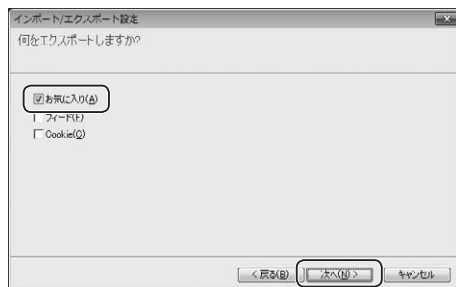 インポート/エクスポート設定
何をエクスポートしますか?
お気に入り(A)
フィード(F)
Cookie(O)
< 戻る(B) 次へ(N) > キャンセル